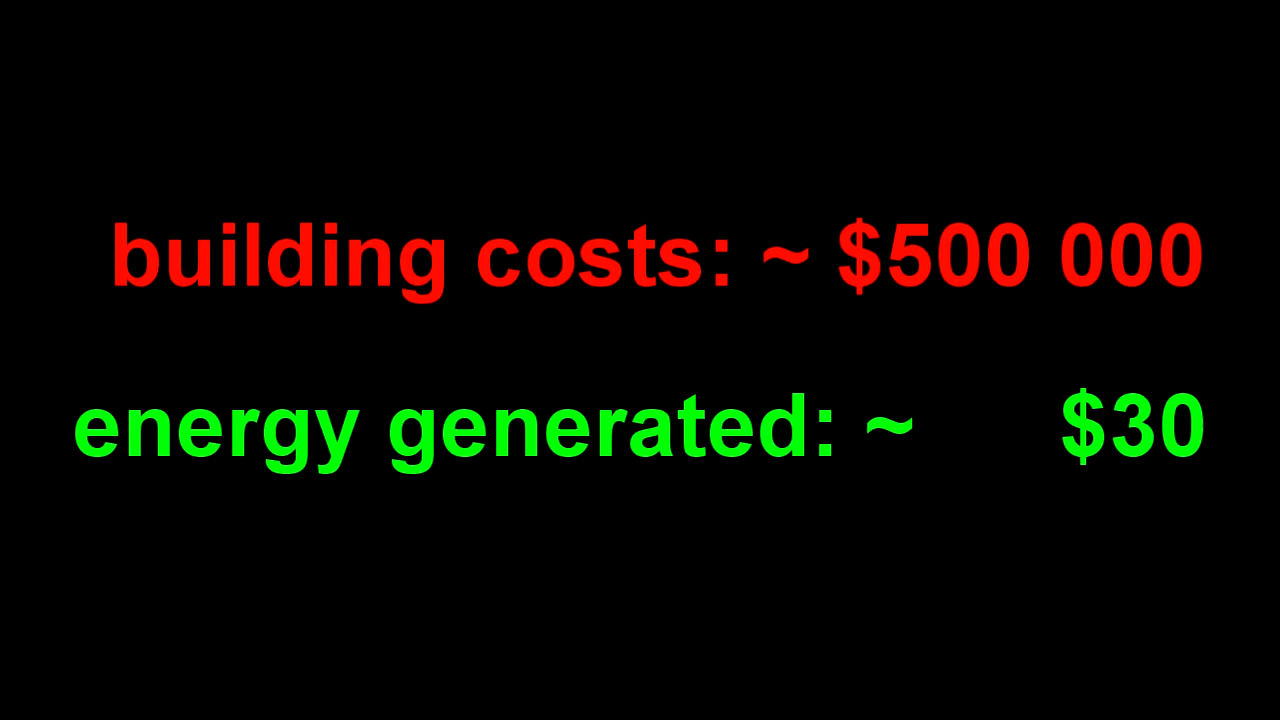 building costs: ~ $500 000
energy generated: ~ $30